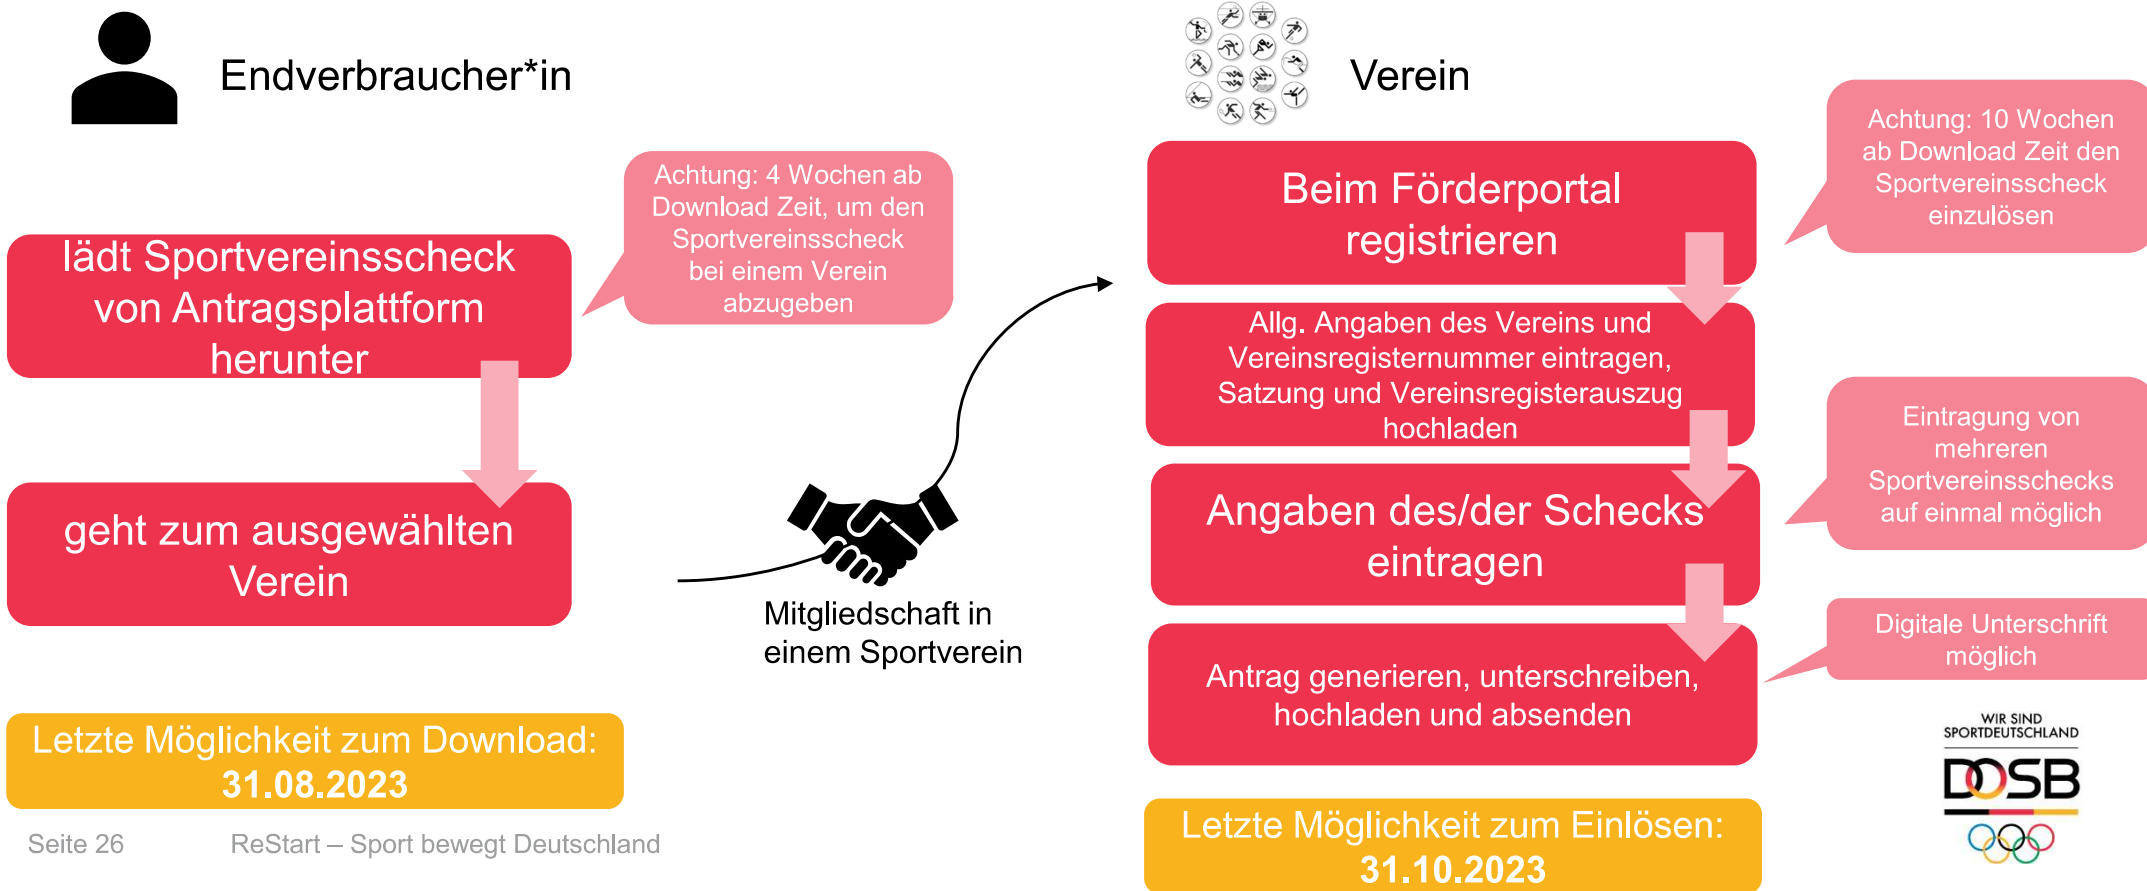 Endverbraucher*in
lädt Sportvereinsscheck
von Antragsplattform
herunter
Achtung: 4 Wochen ab
Download Zeit, um den
Sportvereinsscheck
bei einem Verein
abzugeben
geht zum ausgewählten
Verein
Mitgliedschaft in
einem Sportverein
Letzte Möglichkeit zum Download:
31.08.2023
Verein
Beim Förderportal
registrieren
Achtung: 10 Wochen
ab Download Zeit den
Sportvereinsscheck
einzulösen
Allg. Angaben des Vereins und
Vereinsregisternummer eintragen,
Satzung und Vereinsregisterauszug
hochladen
Angaben des/der Schecks
eintragen
Eintragung von
mehreren
Sportvereinsschecks
auf einmal möglich
Antrag generieren, unterschreiben,
hochladen und absenden
Digitale Unterschrift
möglich
Letzte Möglichkeit zum Einlösen:
31.10.2023
WIR SIND
SPORTDEUTSCHLAND
DOSB
Seite 26
ReStart – Sport bewegt Deutschland